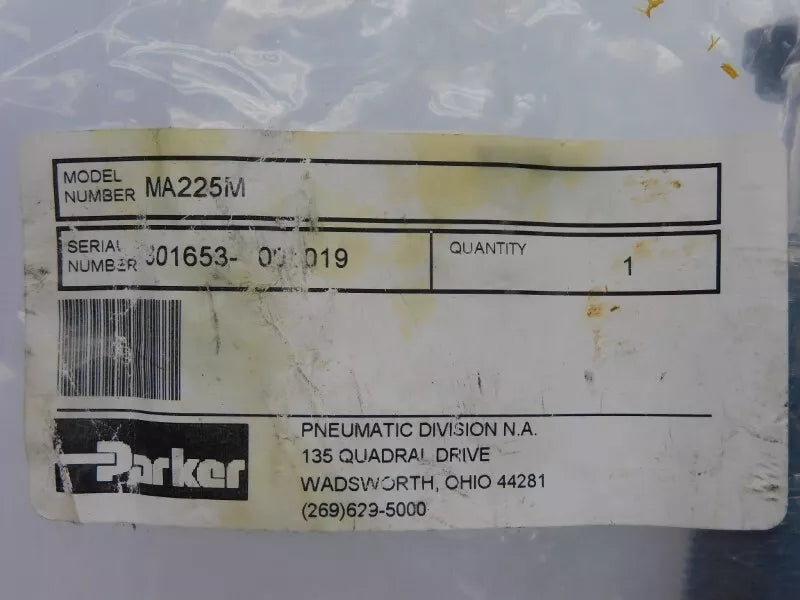 MODEL
NUMBER MA225M
SERIAL
NUMBER
QUANTITY
1
Parker
PNEUMATIC DIVISION N.A.
135 QUADRAL DRIVE
WADSWORTH, OHIO 44281
(269)629-5000